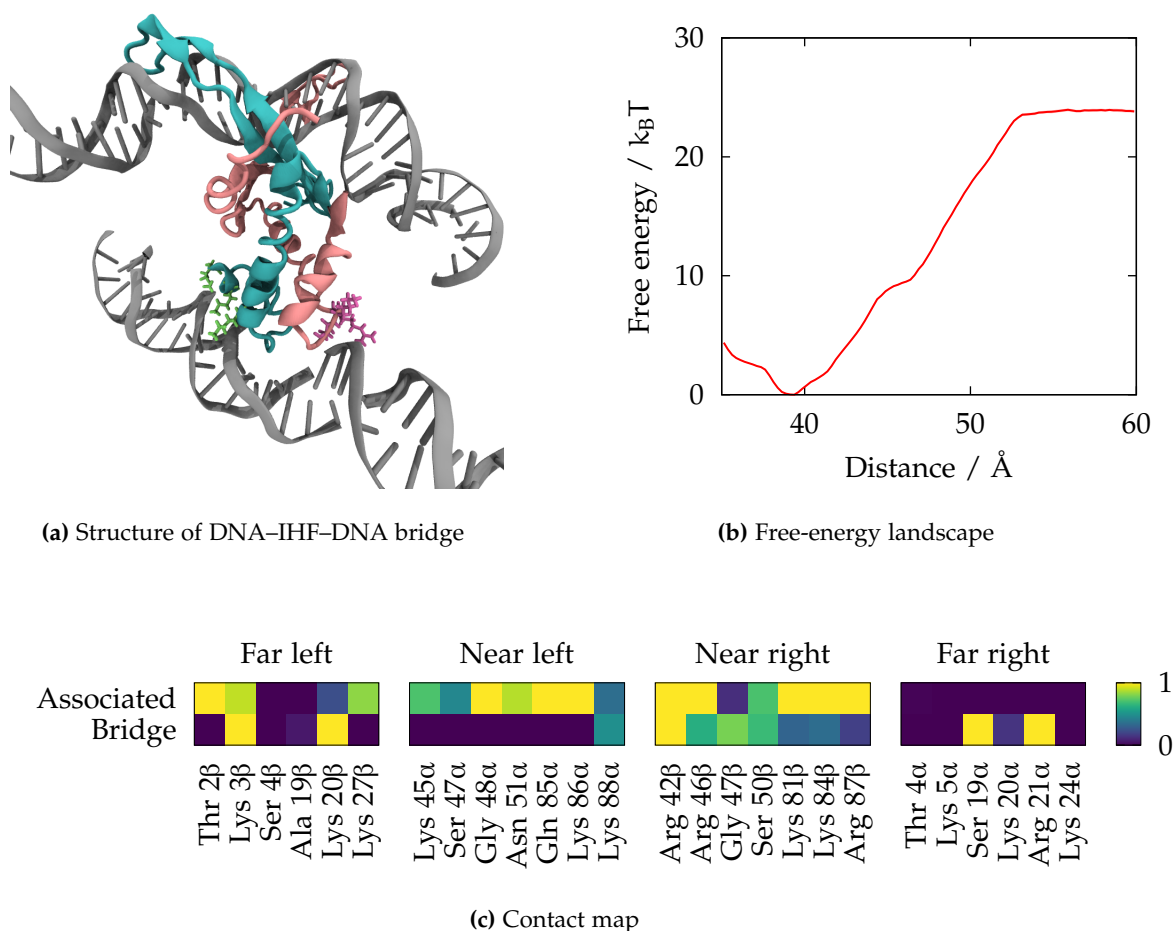 30
20
10
0
40
50
60
Free energy / kBT
Distance / Å
(a) Structure of DNA–IHF–DNA bridge
(b) Free-energy landscape
Far left
Near left
Near right
Far right
Associated
Bridge
1
0
Thr 2β
Lys 3β
Ser 4β
Ala 19β
Lys 20β
Lys 27β
Lys 45α
Ser 47α
Gly 48α
Asn 51α
Gln 85α
Lys 86α
Lys 88α
Arg 42β
Arg 46β
Gly 47β
Ser 50β
Lys 81β
Lys 84β
Arg 87β
Thr 4α
Lys 5α
Ser 19α
Lys 20α
Arg 21α
Lys 24α
(c) Contact map